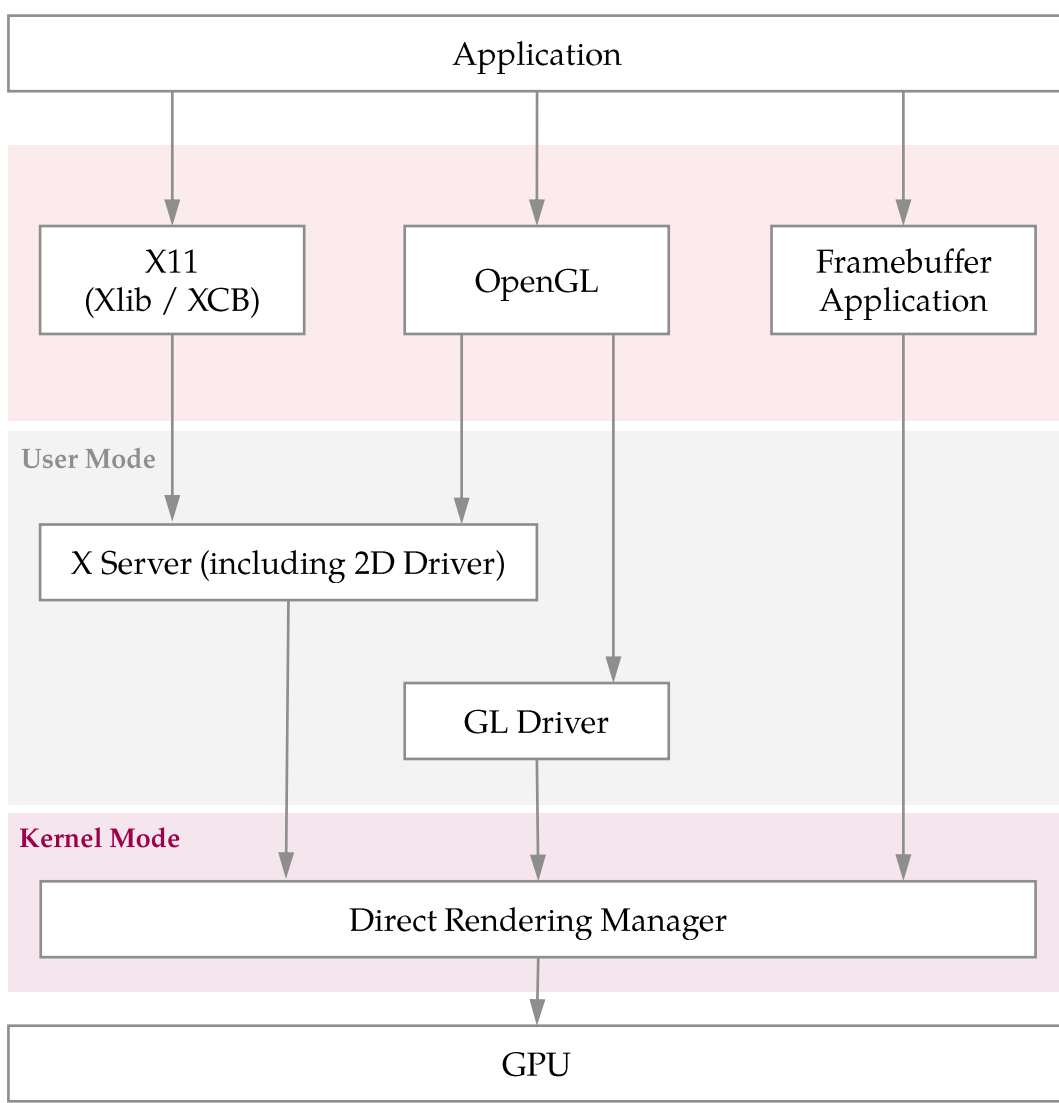 Application
X11
(Xlib / XCB)
OpenGL
Framebuffer
Application
User Mode
X Server (including 2D Driver)
GL Driver
Kernel Mode
Direct Rendering Manager
GPU